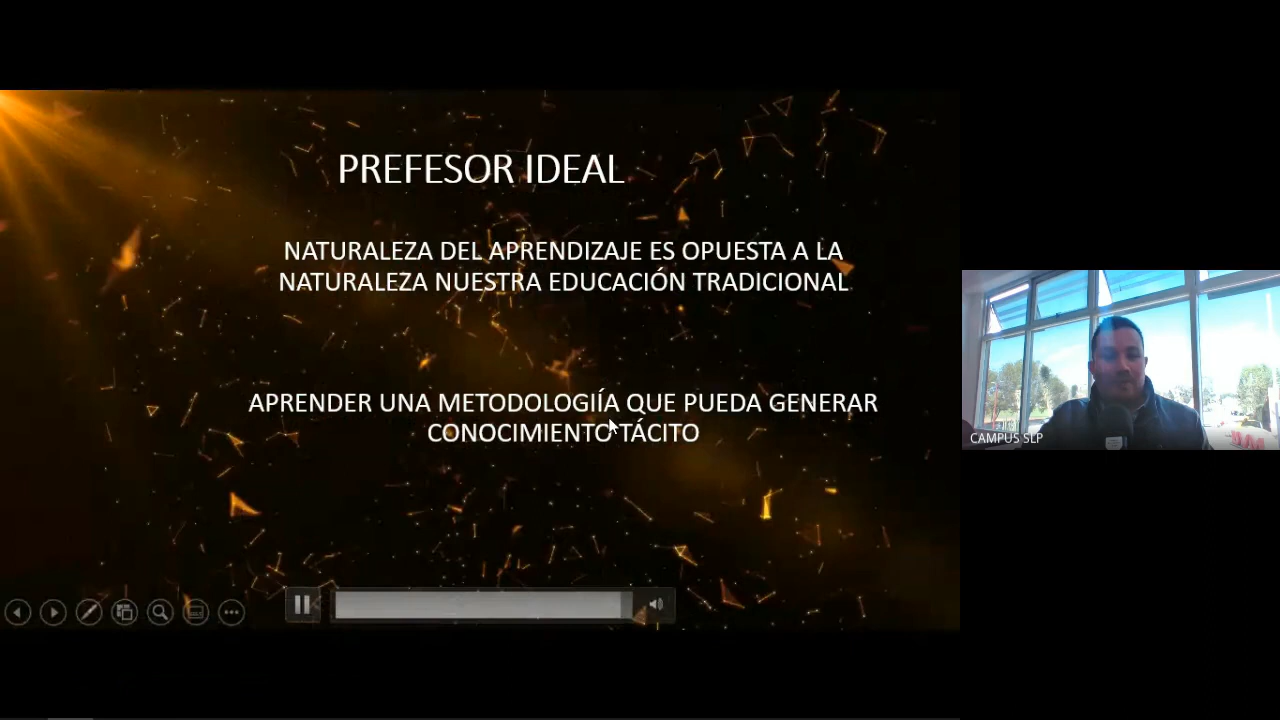 PREFESOR IDEAL
NATURALEZA DEL APRENDIZAJE ES OPUESTA A LA
NATURALEZA NUESTRA EDUCACIÓN TRADICIONAL
APRENDER UNA METODOLOGIÍA QUE PUEDA GENERAR
CONOCIMIENTO TÁCITO
CAMPUS SLP